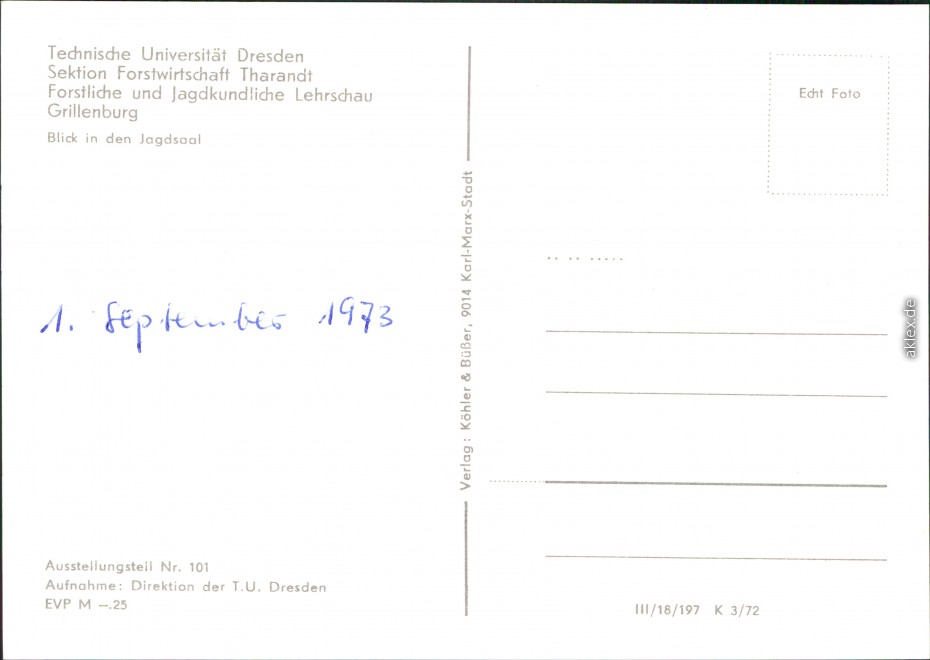 Technische Universität Dresden
Sektion Forstwirtschaft Tharandt
Forstliche und Jagdkundliche Lehrschau
Grillenburg
Blick in den Jagdsaal
1. September 1973
Ausstellungsteil Nr. 101
Aufnahme: Direktion der T.U. Dresden
EVP M –.25
Verlag: Köhler & Büßer, 9014 Karl-Marx-Stadt
Echt Foto
III/18/197 K 3/72
aklex.de